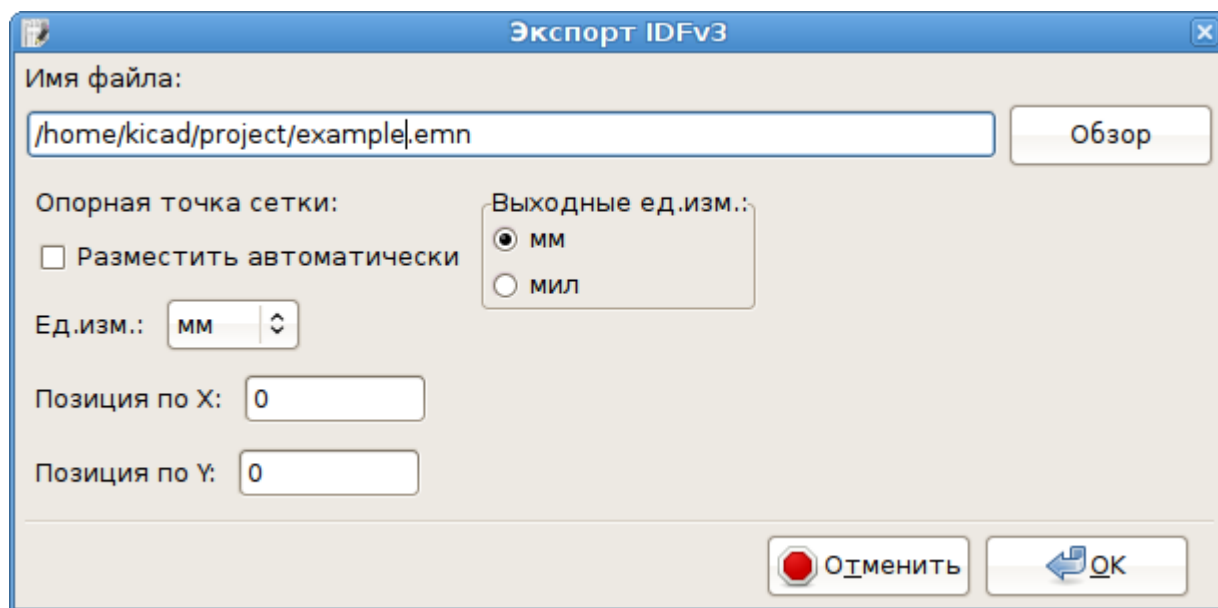 Экспорт IDFv3
Имя файла:
/home/kicad/project/example.emn
Обзор
Опорная точка сетки:
Разместить автоматически
Ед.изм.: мм
Позиция по X: 0
Позиция по Y: 0
Выходные ед.изм.:
мм
мил
Отменить
OK